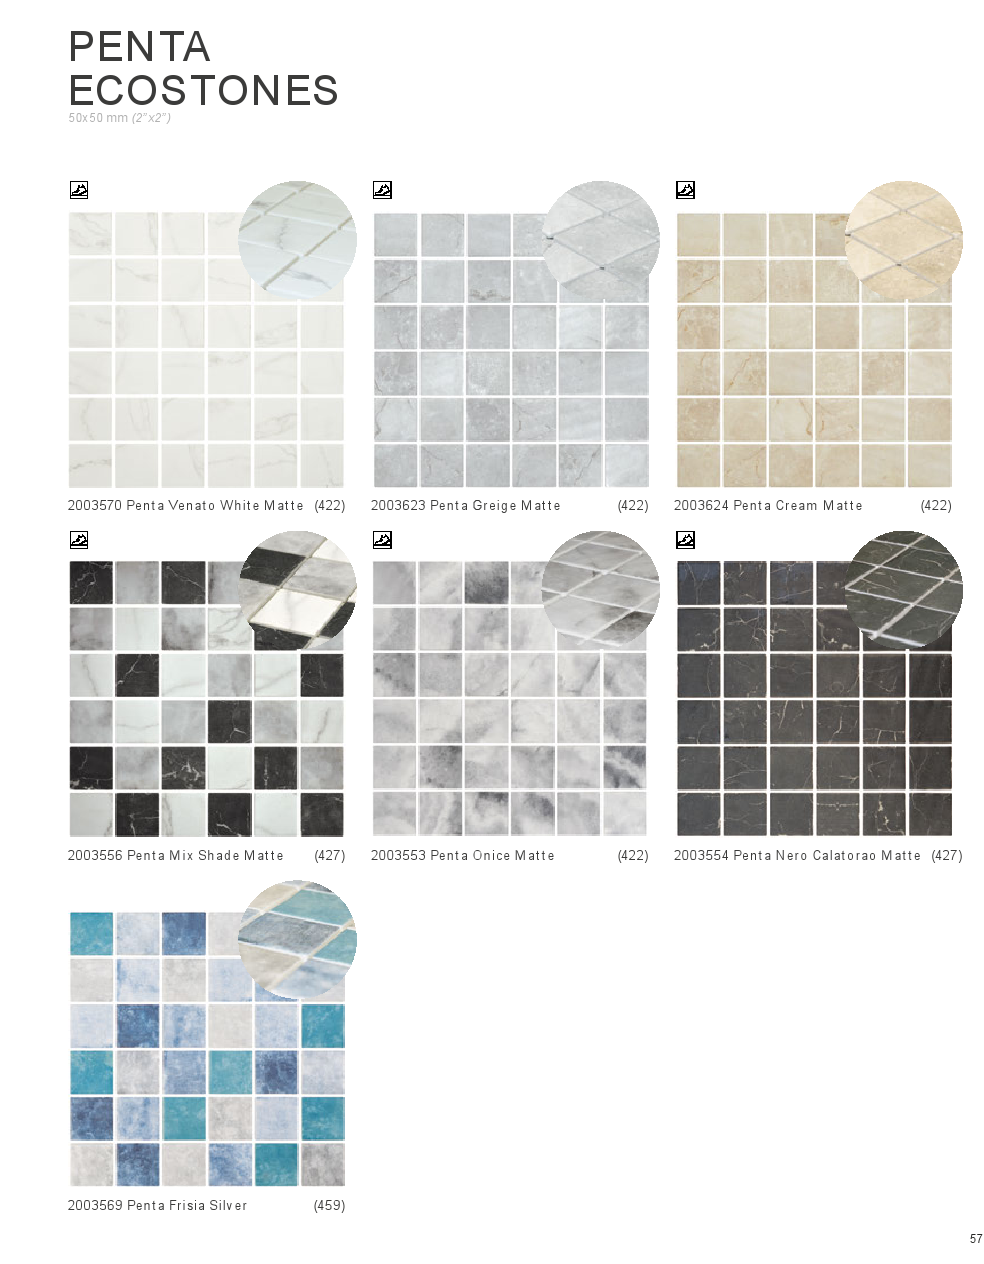 PENTA
ECOSTONES
50x50 mm (2"x2")
2003570 Penta Venato White Matte (422)
2003623 Penta Greige Matte (422)
2003624 Penta Cream Matte (422)
2003556 Penta Mix Shade Matte (427)
2003553 Penta Onice Matte (422)
2003554 Penta Nero Calatorao Matte (427)
2003569 Penta Frisia Silver (459)
57